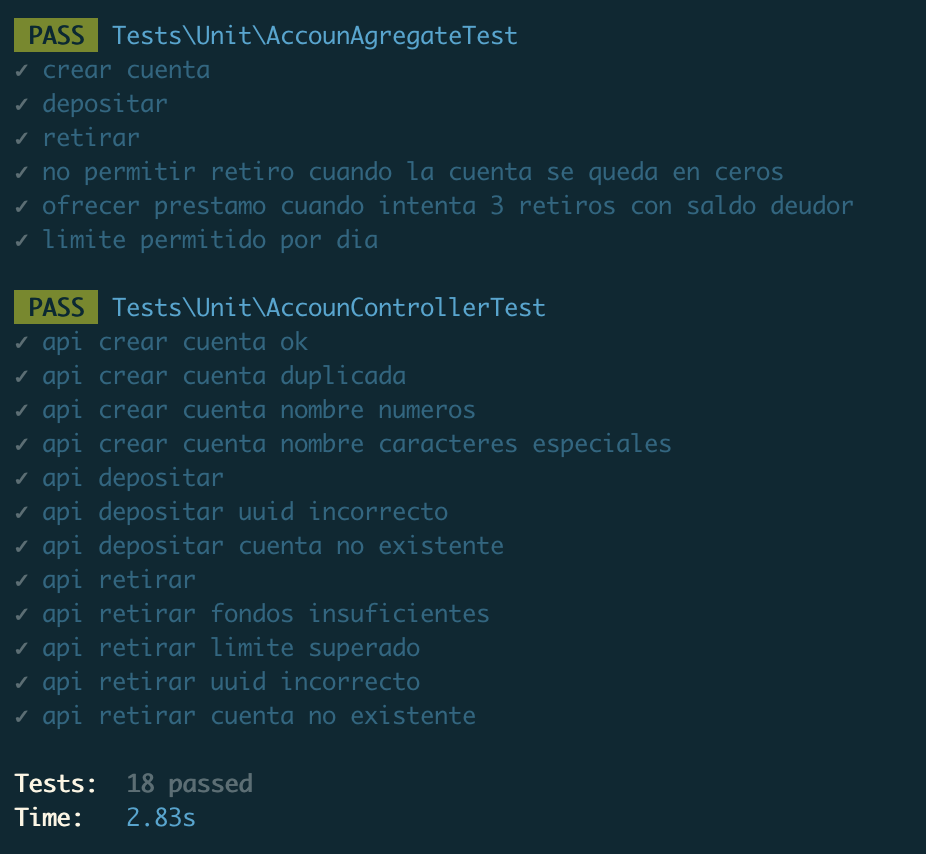 PASS Tests\Unit\AccounAgregateTest
✓ crear cuenta
✓ depositar
✓ retirar
✓ no permitir retiro cuando la cuenta se queda en ceros
✓ ofrecer prestamo cuando intenta 3 retiros con saldo deudor
✓ limite permitido por dia
PASS Tests\Unit\AccounControllerTest
✓ api crear cuenta ok
✓ api crear cuenta duplicada
✓ api crear cuenta nombre numeros
✓ api crear cuenta nombre caracteres especiales
✓ api depositar
✓ api depositar uuid incorrecto
✓ api depositar cuenta no existente
✓ api retirar
✓ api retirar fondos insuficientes
✓ api retirar limite superado
✓ api retirar uuid incorrecto
✓ api retirar cuenta no existente
Tests: 18 passed
Time: 2.83s